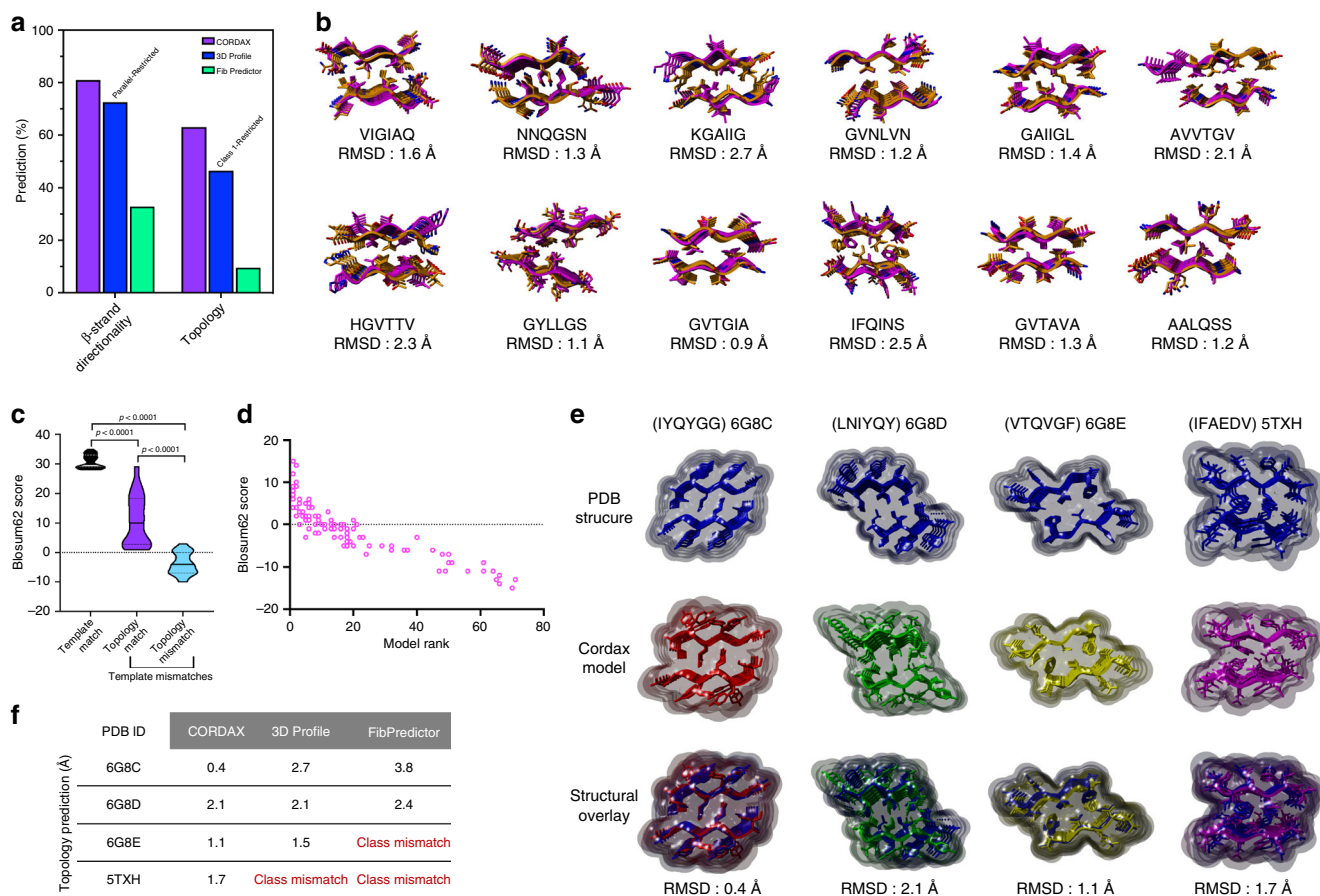 a
100
80
60
40
20
0
Prediction (%)
CORDAX
3D Profile
Fib Predictor
Parallel-Restricted
Class 1-Restricted
β-strand
directionality
Topology
b
VIGIAQ
RMSD : 1.6 Å
NNQGSN
RMSD : 1.3 Å
KGAIIG
RMSD : 2.7 Å
GVNLVN
RMSD : 1.2 Å
GAIIGL
RMSD : 1.4 Å
AVVTGV
RMSD : 2.1 Å
HGVTTV
RMSD : 2.3 Å
GYLLGS
RMSD : 1.1 Å
GVTGIA
RMSD : 0.9 Å
IFQINS
RMSD : 2.5 Å
GVTAVA
RMSD : 1.3 Å
AALQSS
RMSD : 1.2 Å
c
p < 0.0001
p < 0.0001
p < 0.0001
40
30
20
10
0
−10
−20
Biosum62 score
Template
match
Topology
match
Topology
mismatch
Template mismatches
d
20
10
0
−10
−20
Biosum62 score
0
20
40
60
80
Model rank
e
(IYQYGG) 6G8C
(LNIYQY) 6G8D
(VTQVGF) 6G8E
(IFAEDV) 5TXH
PDB
strucure
Cordax
model
Structural
overlay
RMSD : 0.4 Å
RMSD : 2.1 Å
RMSD : 1.1 Å
RMSD : 1.7 Å
f
Topology prediction (Å)
PDB ID CORDAX 3D Profile FibPredictor
6G8C 0.4 2.7 3.8
6G8D 2.1 2.1 2.4
6G8E 1.1 1.5 Class mismatch
5TXH 1.7 Class mismatch Class mismatch